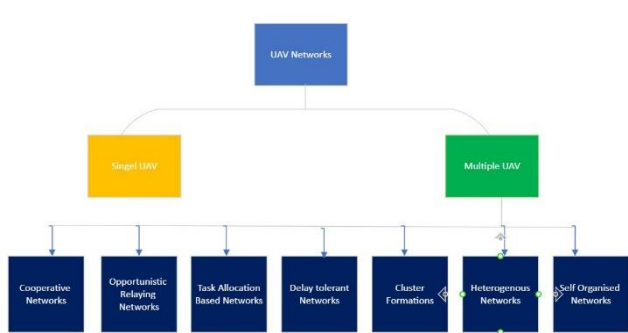 UAV Networks
Singel UAV
Multiple UAV
Cooperative
Networks
Opportunistic
Relaying
Networks
Task Allocation
Based Networks
Delay tolerant
Networks
Cluster
Formations
Heterogenous
Networks
Self Organised
Networks